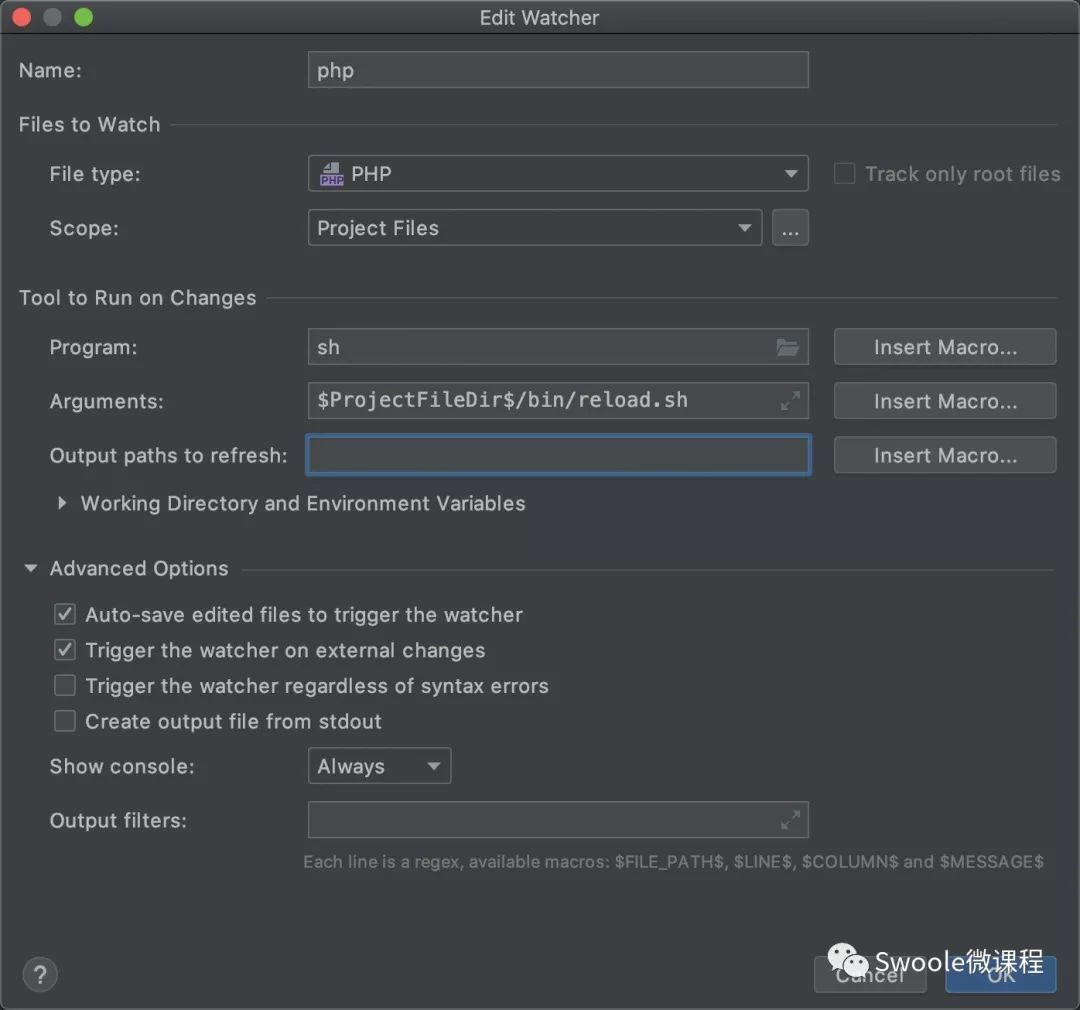 Edit Watcher
Name: php
Files to Watch
File type: PHP PHP Track only root files
Scope: Project Files ...
Tool to Run on Changes
Program: sh Insert Macro...
Arguments: $ProjectFileDir$/bin/reload.sh Insert Macro...
Output paths to refresh: Insert Macro...
Working Directory and Environment Variables
Advanced Options
Auto-save edited files to trigger the watcher
Trigger the watcher on external changes
Trigger the watcher regardless of syntax errors
Create output file from stdout
Show console: Always
Output filters:
Each line is a regex, available macros: $FILE_PATH$, $LINE$, $COLUMN$ and $MESSAGE$
Swoole微课程
? Cancel OK